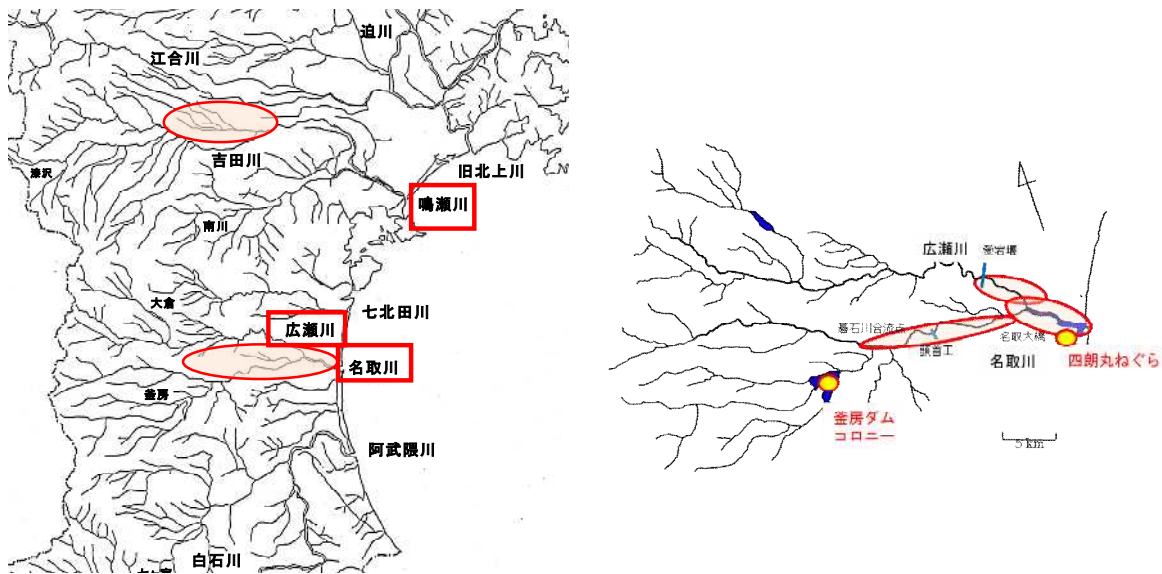 迫川
江合川
吉田川
漆沢
旧北上川
鳴瀬川
南川
大倉
七北田川
広瀬川
名取川
釜房
阿武隈川
白石川
広瀬川
碁石川合流点
頭首工
名取大橋
名取川
四朗丸ねぐら
釜房ダム
コロニー
5 km